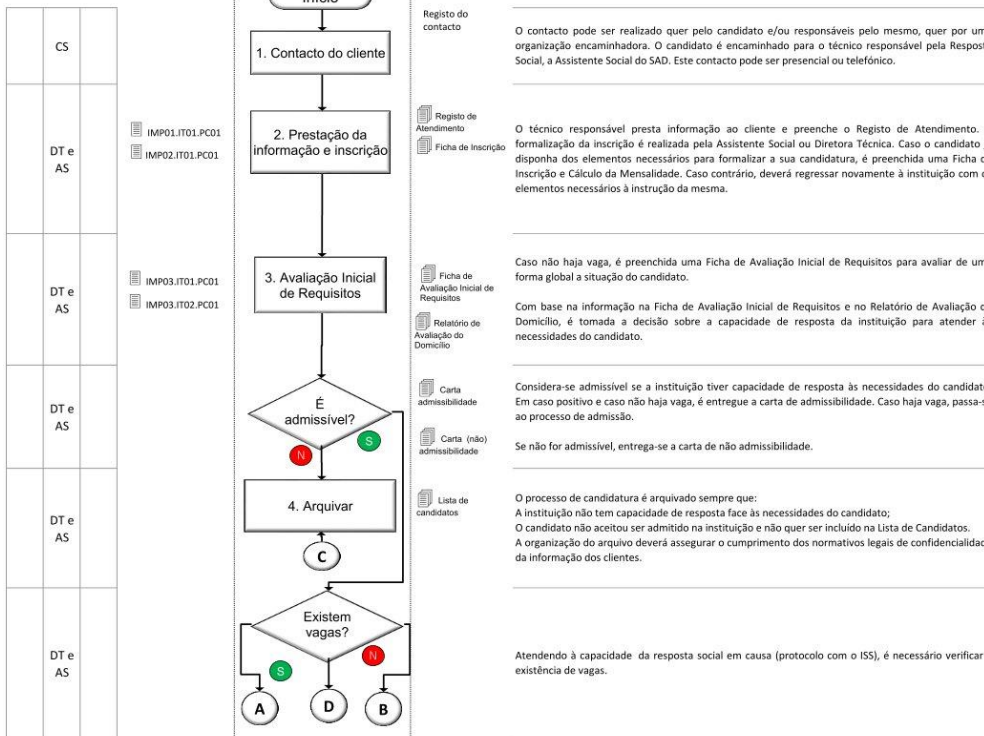 Início
Registo do
contacto
CS
1. Contacto do cliente
O contacto pode ser realizado quer pelo candidato e/ou responsáveis pelo mesmo, quer por um
organização encaminhadora. O candidato é encaminhado para o técnico responsável pela Respost
Social, a Assistente Social do SAD. Este contacto pode ser presencial ou telefónico.
DT e
AS
IMP01.IT01.PC01
IMP02.IT01.PC01
2. Prestação da
informação e inscrição
Registo de
Atendimento
Ficha de Inscrição
O técnico responsável presta informação ao cliente e preenche o Registo de Atendimento.
formalização da inscrição é realizada pela Assistente Social ou Diretora Técnica. Caso o candidato
disponha dos elementos necessários para formalizar a sua candidatura, é preenchida uma Ficha d
Inscrição e Cálculo da Mensalidade. Caso contrário, deverá regressar novamente à instituição com o
elementos necessários à instrução da mesma.
DT e
AS
IMP03.IT01.PC01
IMP03.IT02.PC01
3. Avaliação Inicial
de Requisitos
Ficha de
Avaliação Inicial de
Requisitos
Relatório de
Avaliação do
Domicílio
Caso não haja vaga, é preenchida uma Ficha de Avaliação Inicial de Requisitos para avaliar de um
forma global a situação do candidato.
Com base na informação na Ficha de Avaliação Inicial de Requisitos e no Relatório de Avaliação d
Domicílio, é tomada a decisão sobre a capacidade de resposta da instituição para atender à
necessidades do candidato.
DT e
AS
É
admissível?
N
S
Carta
admissibilidade
Carta (não)
admissibilidade
Considera-se admissível se a instituição tiver capacidade de resposta às necessidades do candidat
Em caso positivo e caso não haja vaga, é entregue a carta de admissibilidade. Caso haja vaga, passa-s
ao processo de admissão.
Se não for admissível, entrega-se a carta de não admissibilidade.
DT e
AS
4. Arquivar
C
Lista de
candidatos
O processo de candidatura é arquivado sempre que:
A instituição não tem capacidade de resposta face às necessidades do candidato;
O candidato não aceitou ser admitido na instituição e não quer ser incluído na Lista de Candidatos.
A organização do arquivo deverá assegurar o cumprimento dos normativos legais de confidencialidad
da informação dos clientes.
DT e
AS
Existem
vagas?
S
N
A
D
B
Atendendo à capacidade da resposta social em causa (protocolo com o ISS), é necessário verificar
existência de vagas.